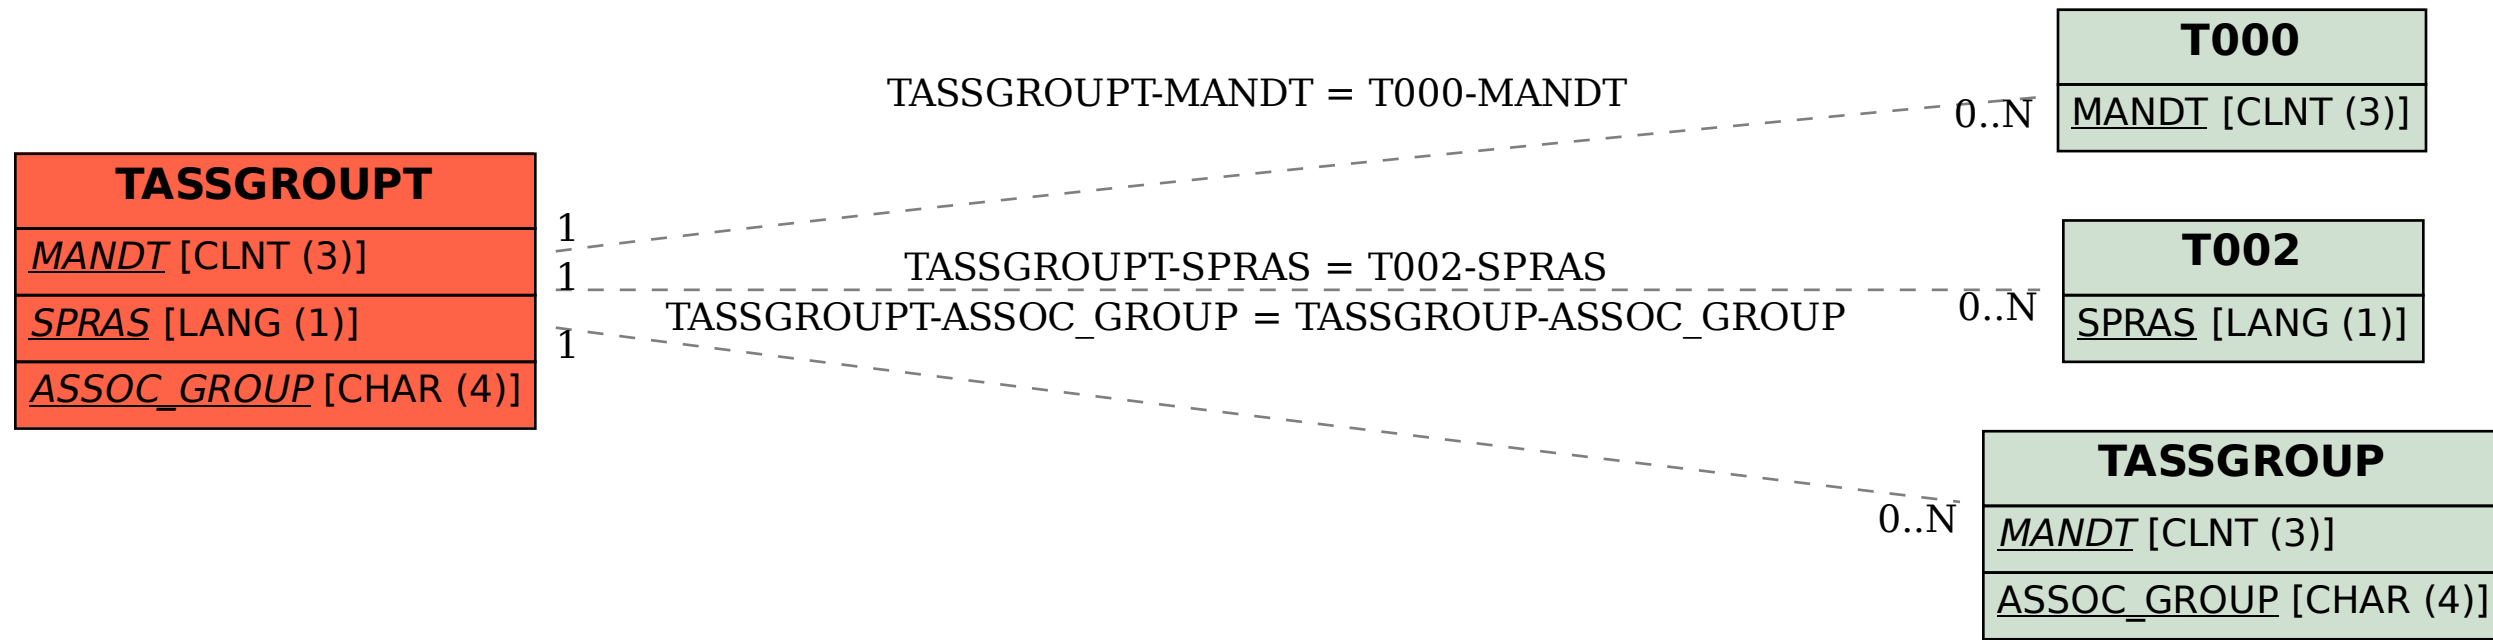 TASSGROUPT
MANDT [CLNT (3)]
SPRAS [LANG (1)]
ASSOC_GROUP [CHAR (4)]
TASSGROUPT-MANDT = T000-MANDT
1
0..N
TASSGROUPT-SPRAS = T002-SPRAS
1
0..N
TASSGROUPT-ASSOC_GROUP = TASSGROUP-ASSOC_GROUP
1
0..N
T000
MANDT [CLNT (3)]
T002
SPRAS [LANG (1)]
TASSGROUP
MANDT [CLNT (3)]
ASSOC_GROUP [CHAR (4)]